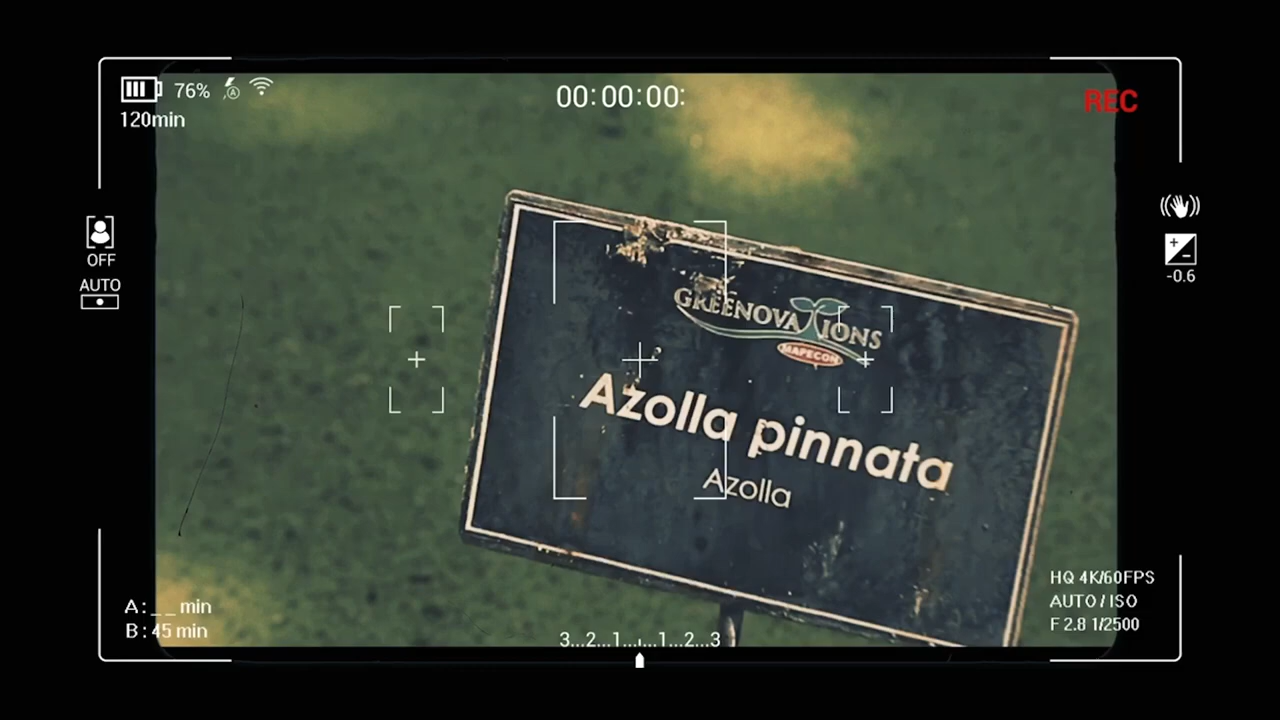 76%
120min
00:00:00:
REC
OFF
AUTO
-0.6
GREENOVATIONS
MAPECON
Azolla pinnata
Azolla
HQ 4K/60FPS
AUTO / ISO
F 2.8 1/2500
A : _ _ min
B : 45 min
3...2...1...1...2...3